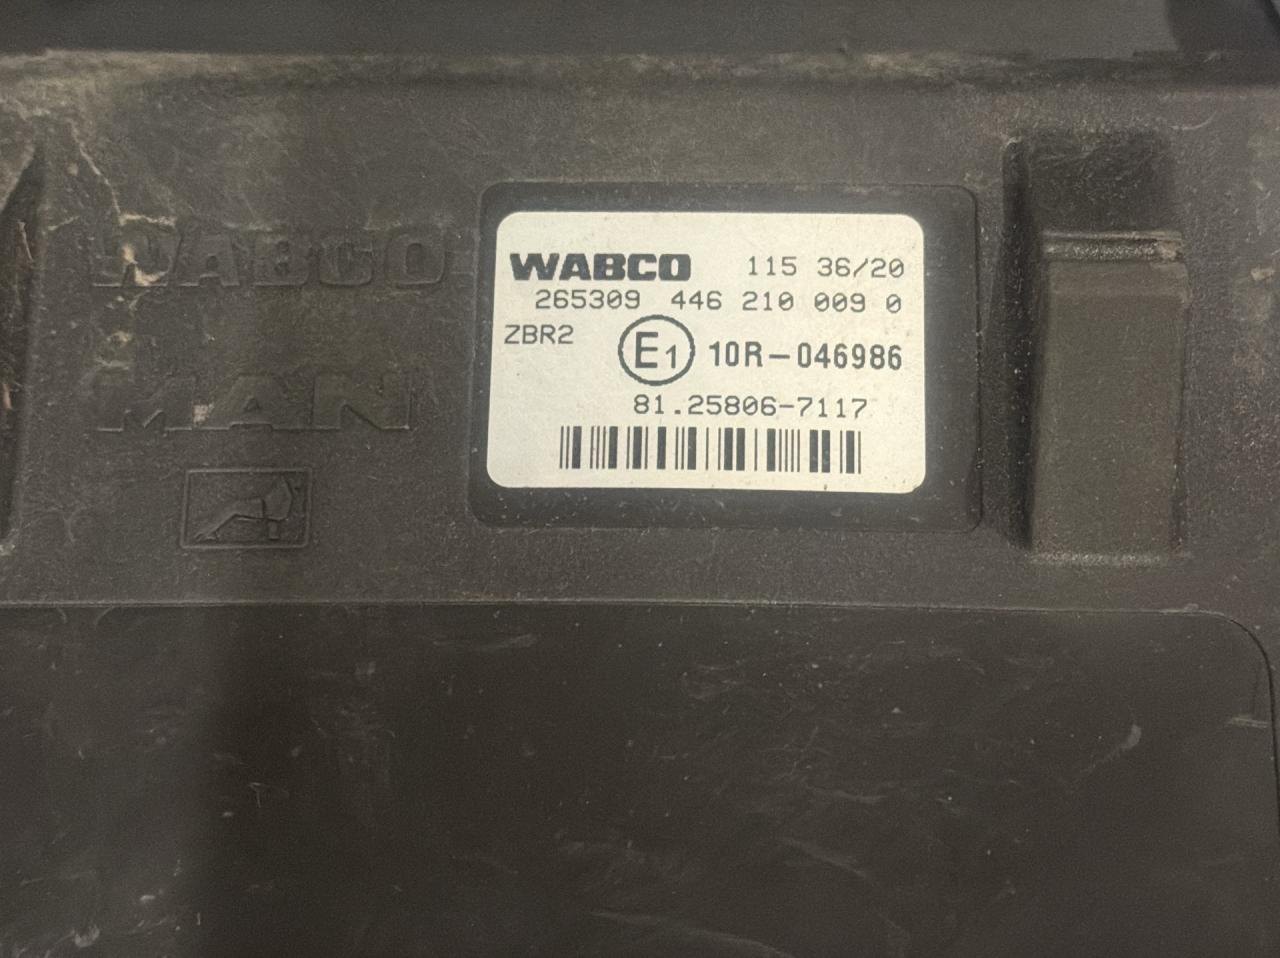 WABCO
MAN
WABCO 115 36/20
265309 446 210 009 0
ZBR2 E1 10R-046986
81.25806-7117